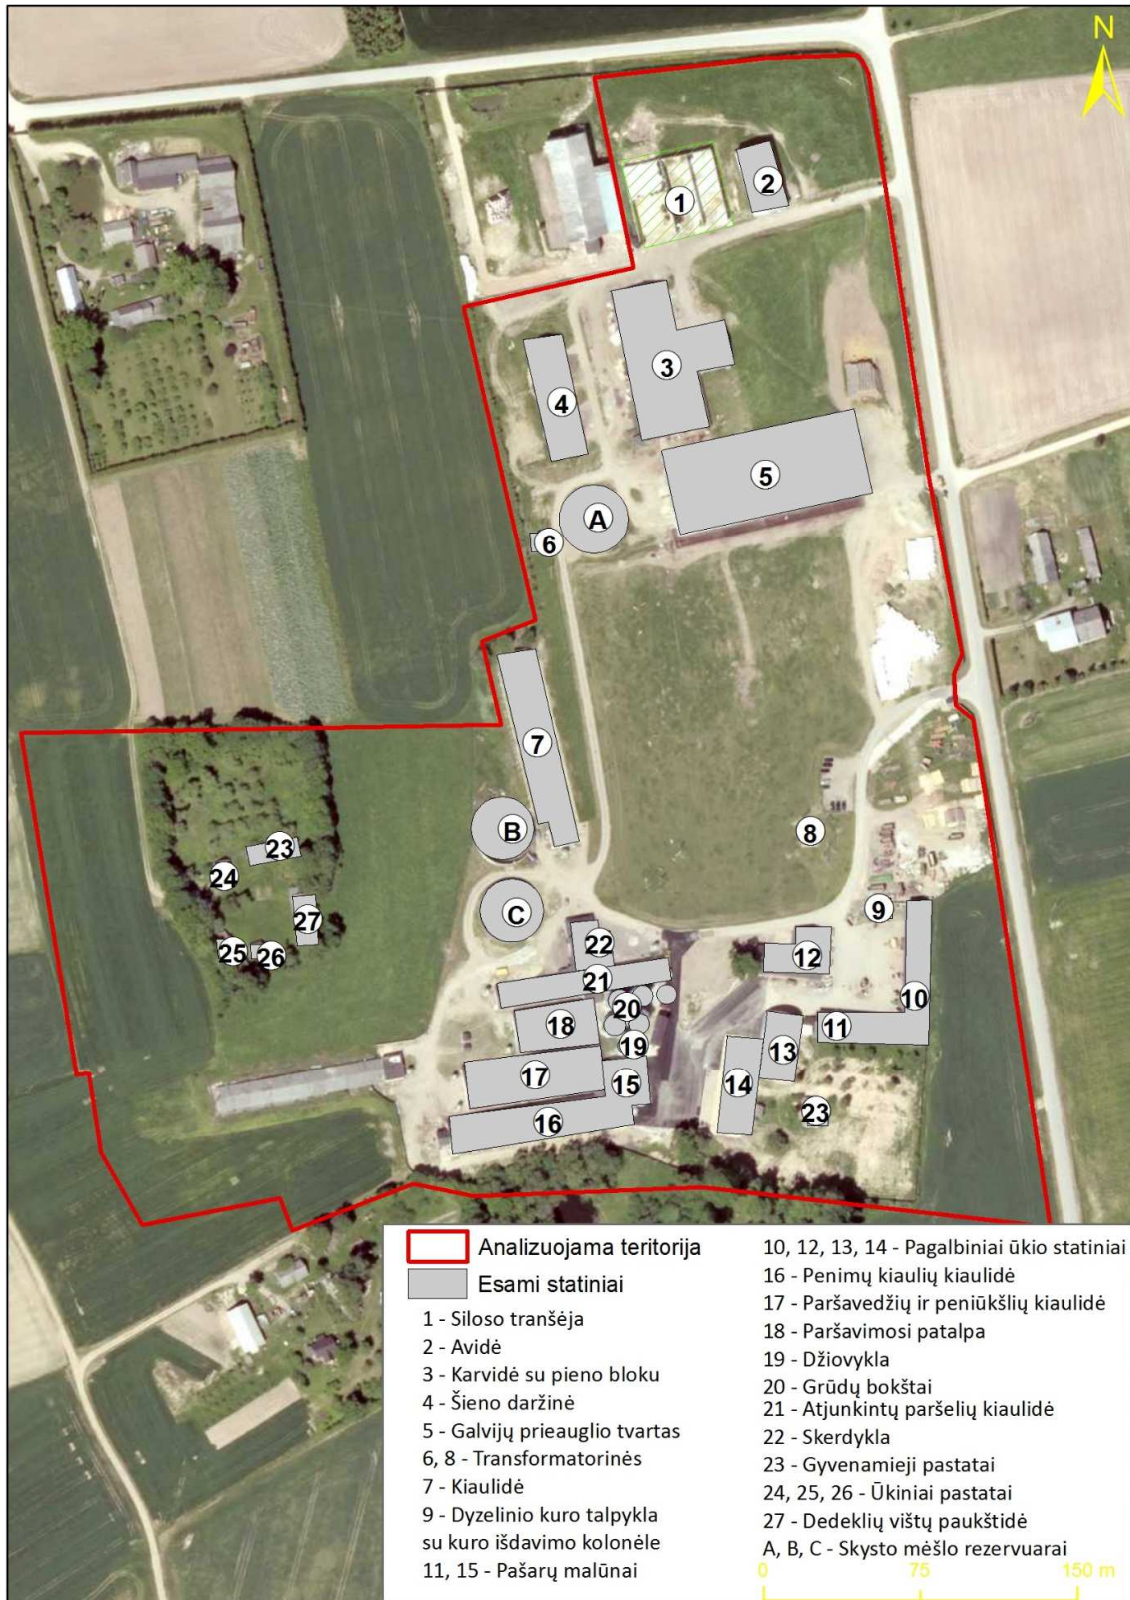 N
1
2
3
4
5
A
6
7
B
8
23
24
C
9
27
22
25
26
12
21
10
20
18
11
19
13
17
15
14
16
23
Analizuojama teritorija
Esami statiniai
1 - Siloso tranšėja
2 - Avidė
3 - Karvidė su pieno bloku
4 - Šieno daržinė
5 - Galvijų prieauglio tvartas
6, 8 - Transformatorinės
7 - Kiaulidė
9 - Dyzelinio kuro talpykla
su kuro išdavimo kolonėle
11, 15 - Pašarų malūnai
10, 12, 13, 14 - Pagalbiniai ūkio statiniai
16 - Penimų kiaulių kiaulidė
17 - Paršavedžių ir peniūkšlių kiaulidė
18 - Paršavimosi patalpa
19 - Džiovykla
20 - Grūdų bokštai
21 - Atjunkintų paršelių kiaulidė
22 - Skerdykla
23 - Gyvenamieji pastatai
24, 25, 26 - Ūkiniai pastatai
27 - Dedeklių vištų paukštidė
A, B, C - Skysto mėšlo rezervuarai
0 75 150 m